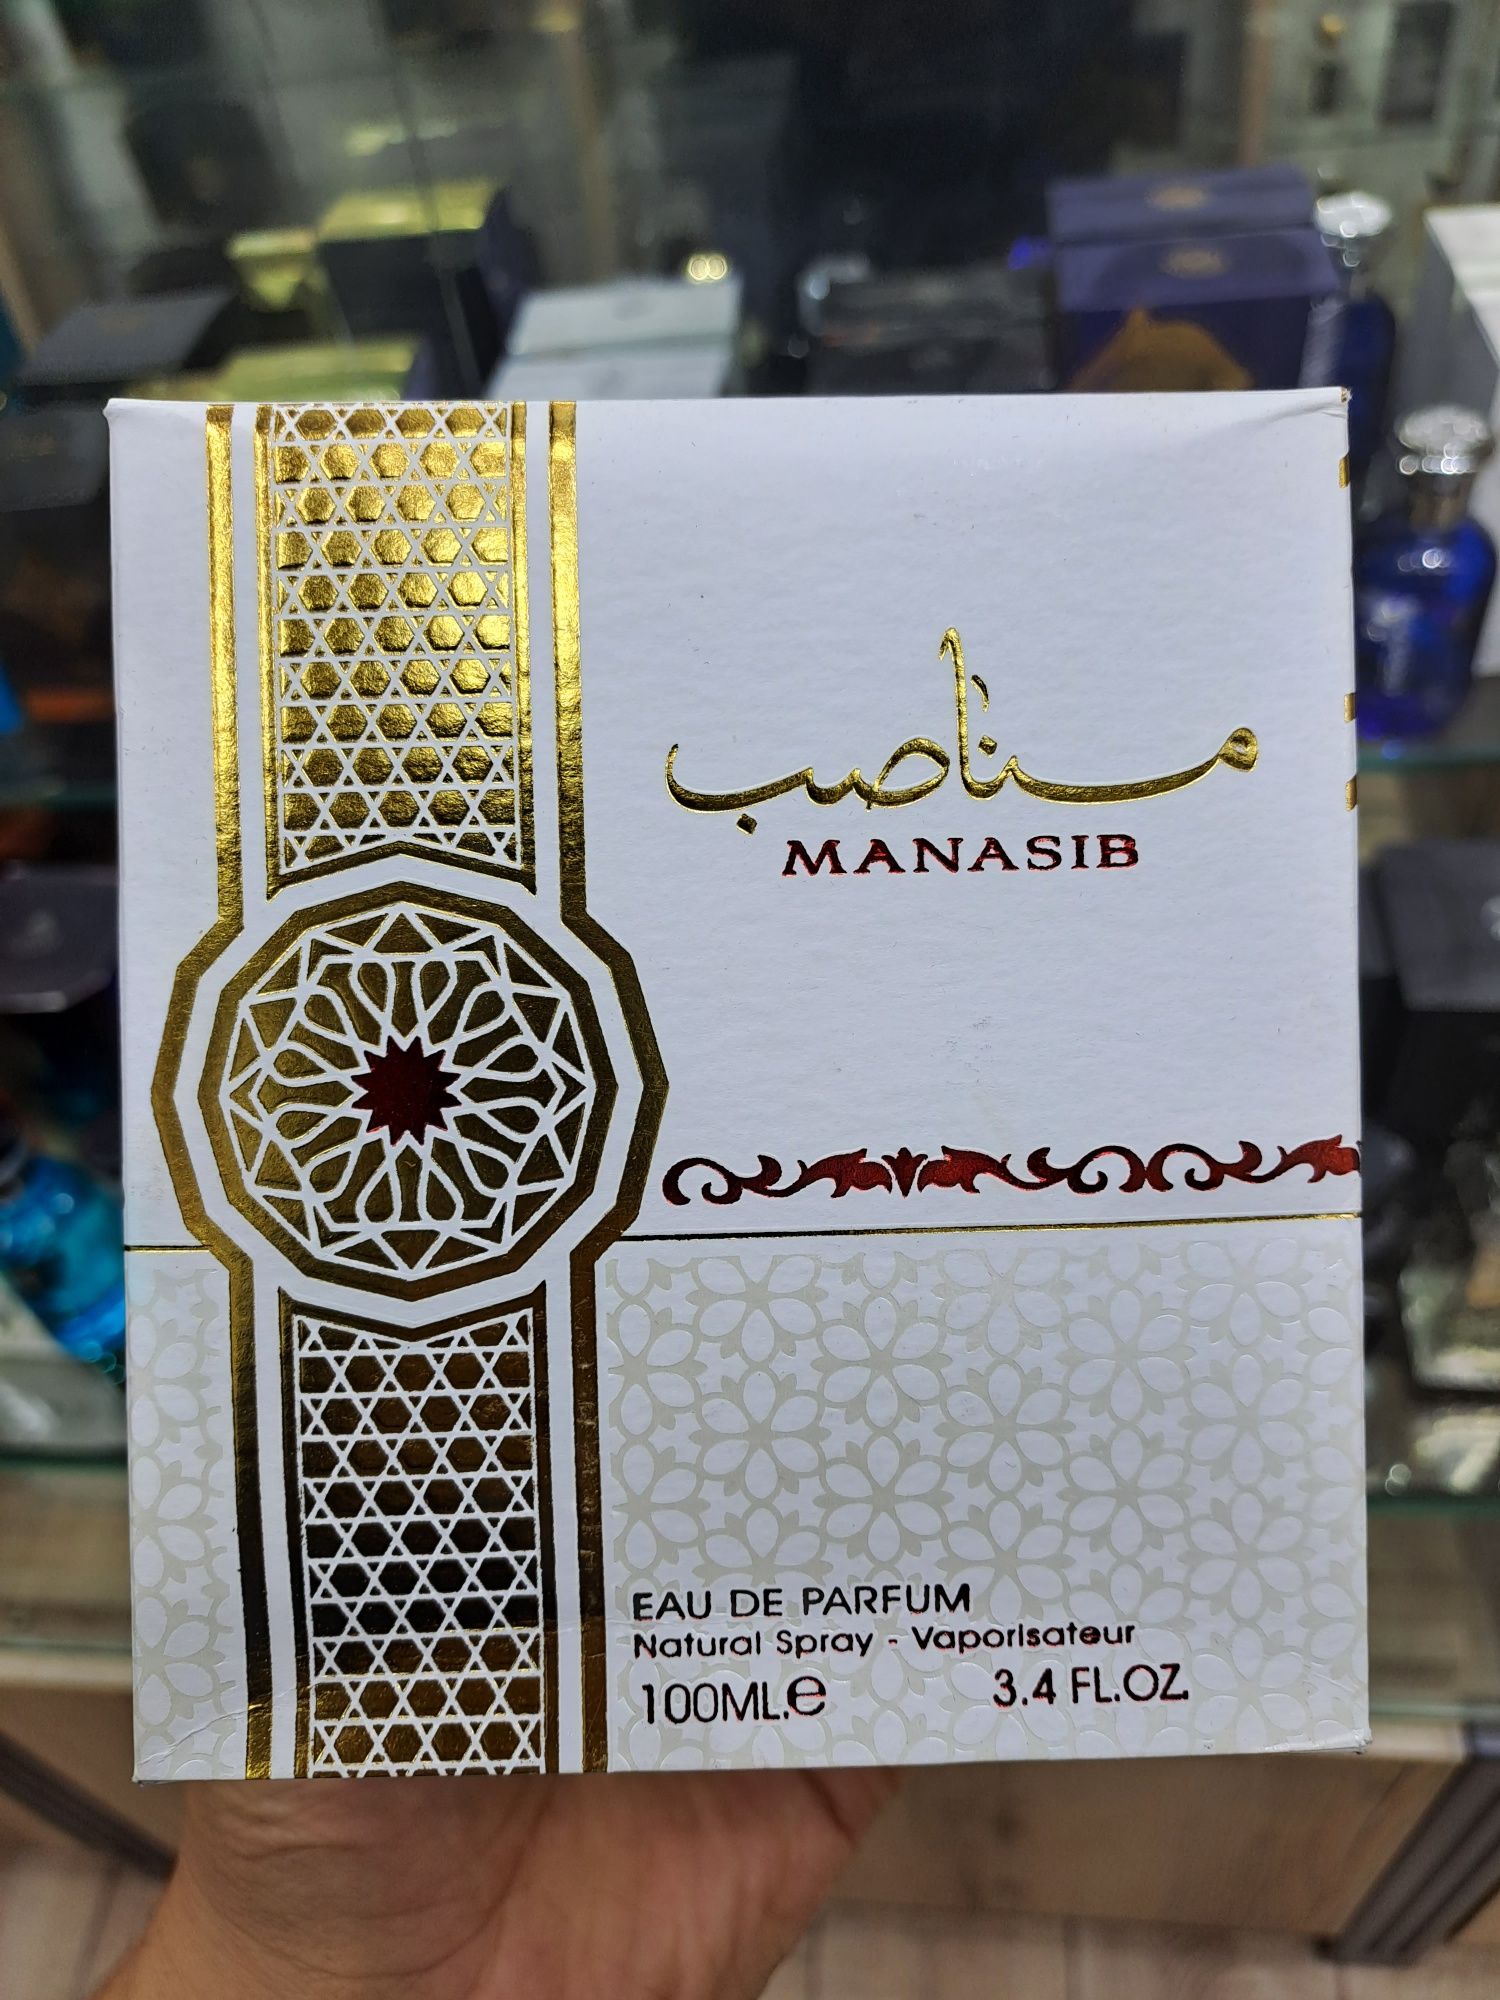 مناصب
MANASIB
EAU DE PARFUM
Natural Spray - Vaporisateur
100ML.e 3.4 FL.OZ.